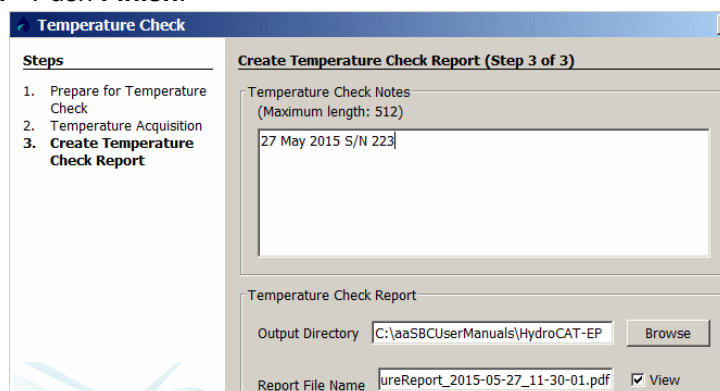 Temperature Check
Steps
1. Prepare for Temperature
Check
2. Temperature Acquisition
3. Create Temperature
Check Report
Create Temperature Check Report (Step 3 of 3)
Temperature Check Notes
(Maximum length: 512)
27 May 2015 S/N 223
Temperature Check Report
Output Directory C:\aaSBCUserManuals\HydroCAT-EP Browse
Report File Name ureReport_2015-05-27_11-30-01.pdf View